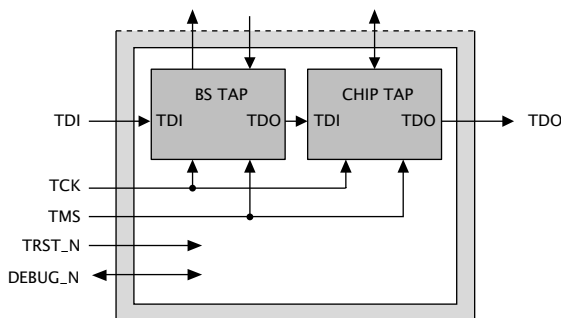 BS TAP
CHIP TAP
TDI
TDI
TDO
TDI
TDO
TDO
TCK
TMS
TRST_N
DEBUG_N